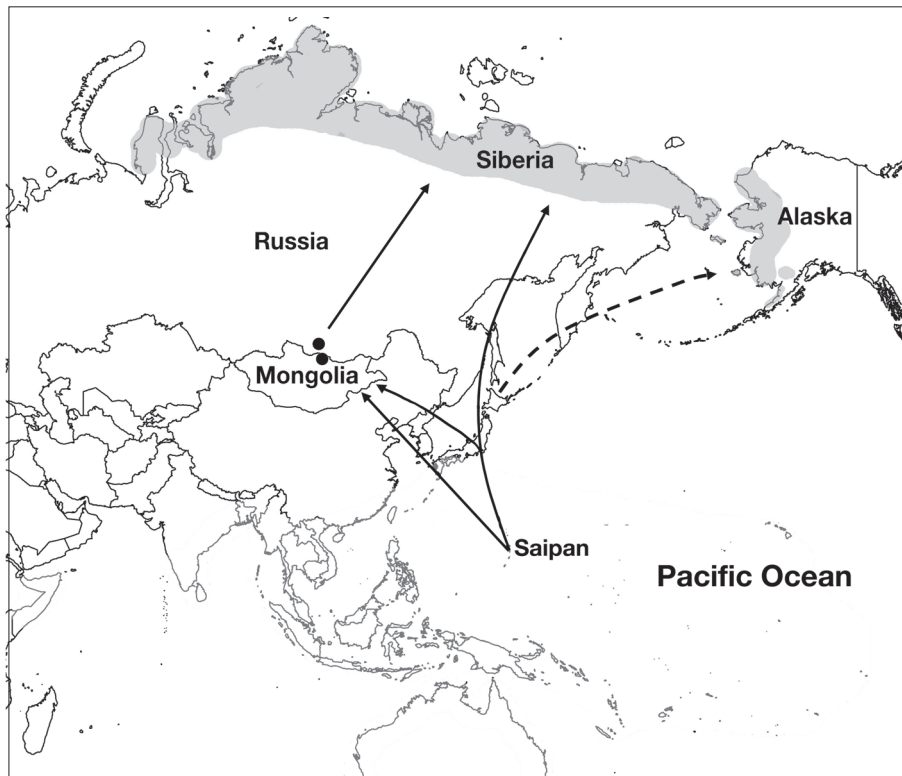 Siberia
Alaska
Russia
Mongolia
Saipan
Pacific Ocean